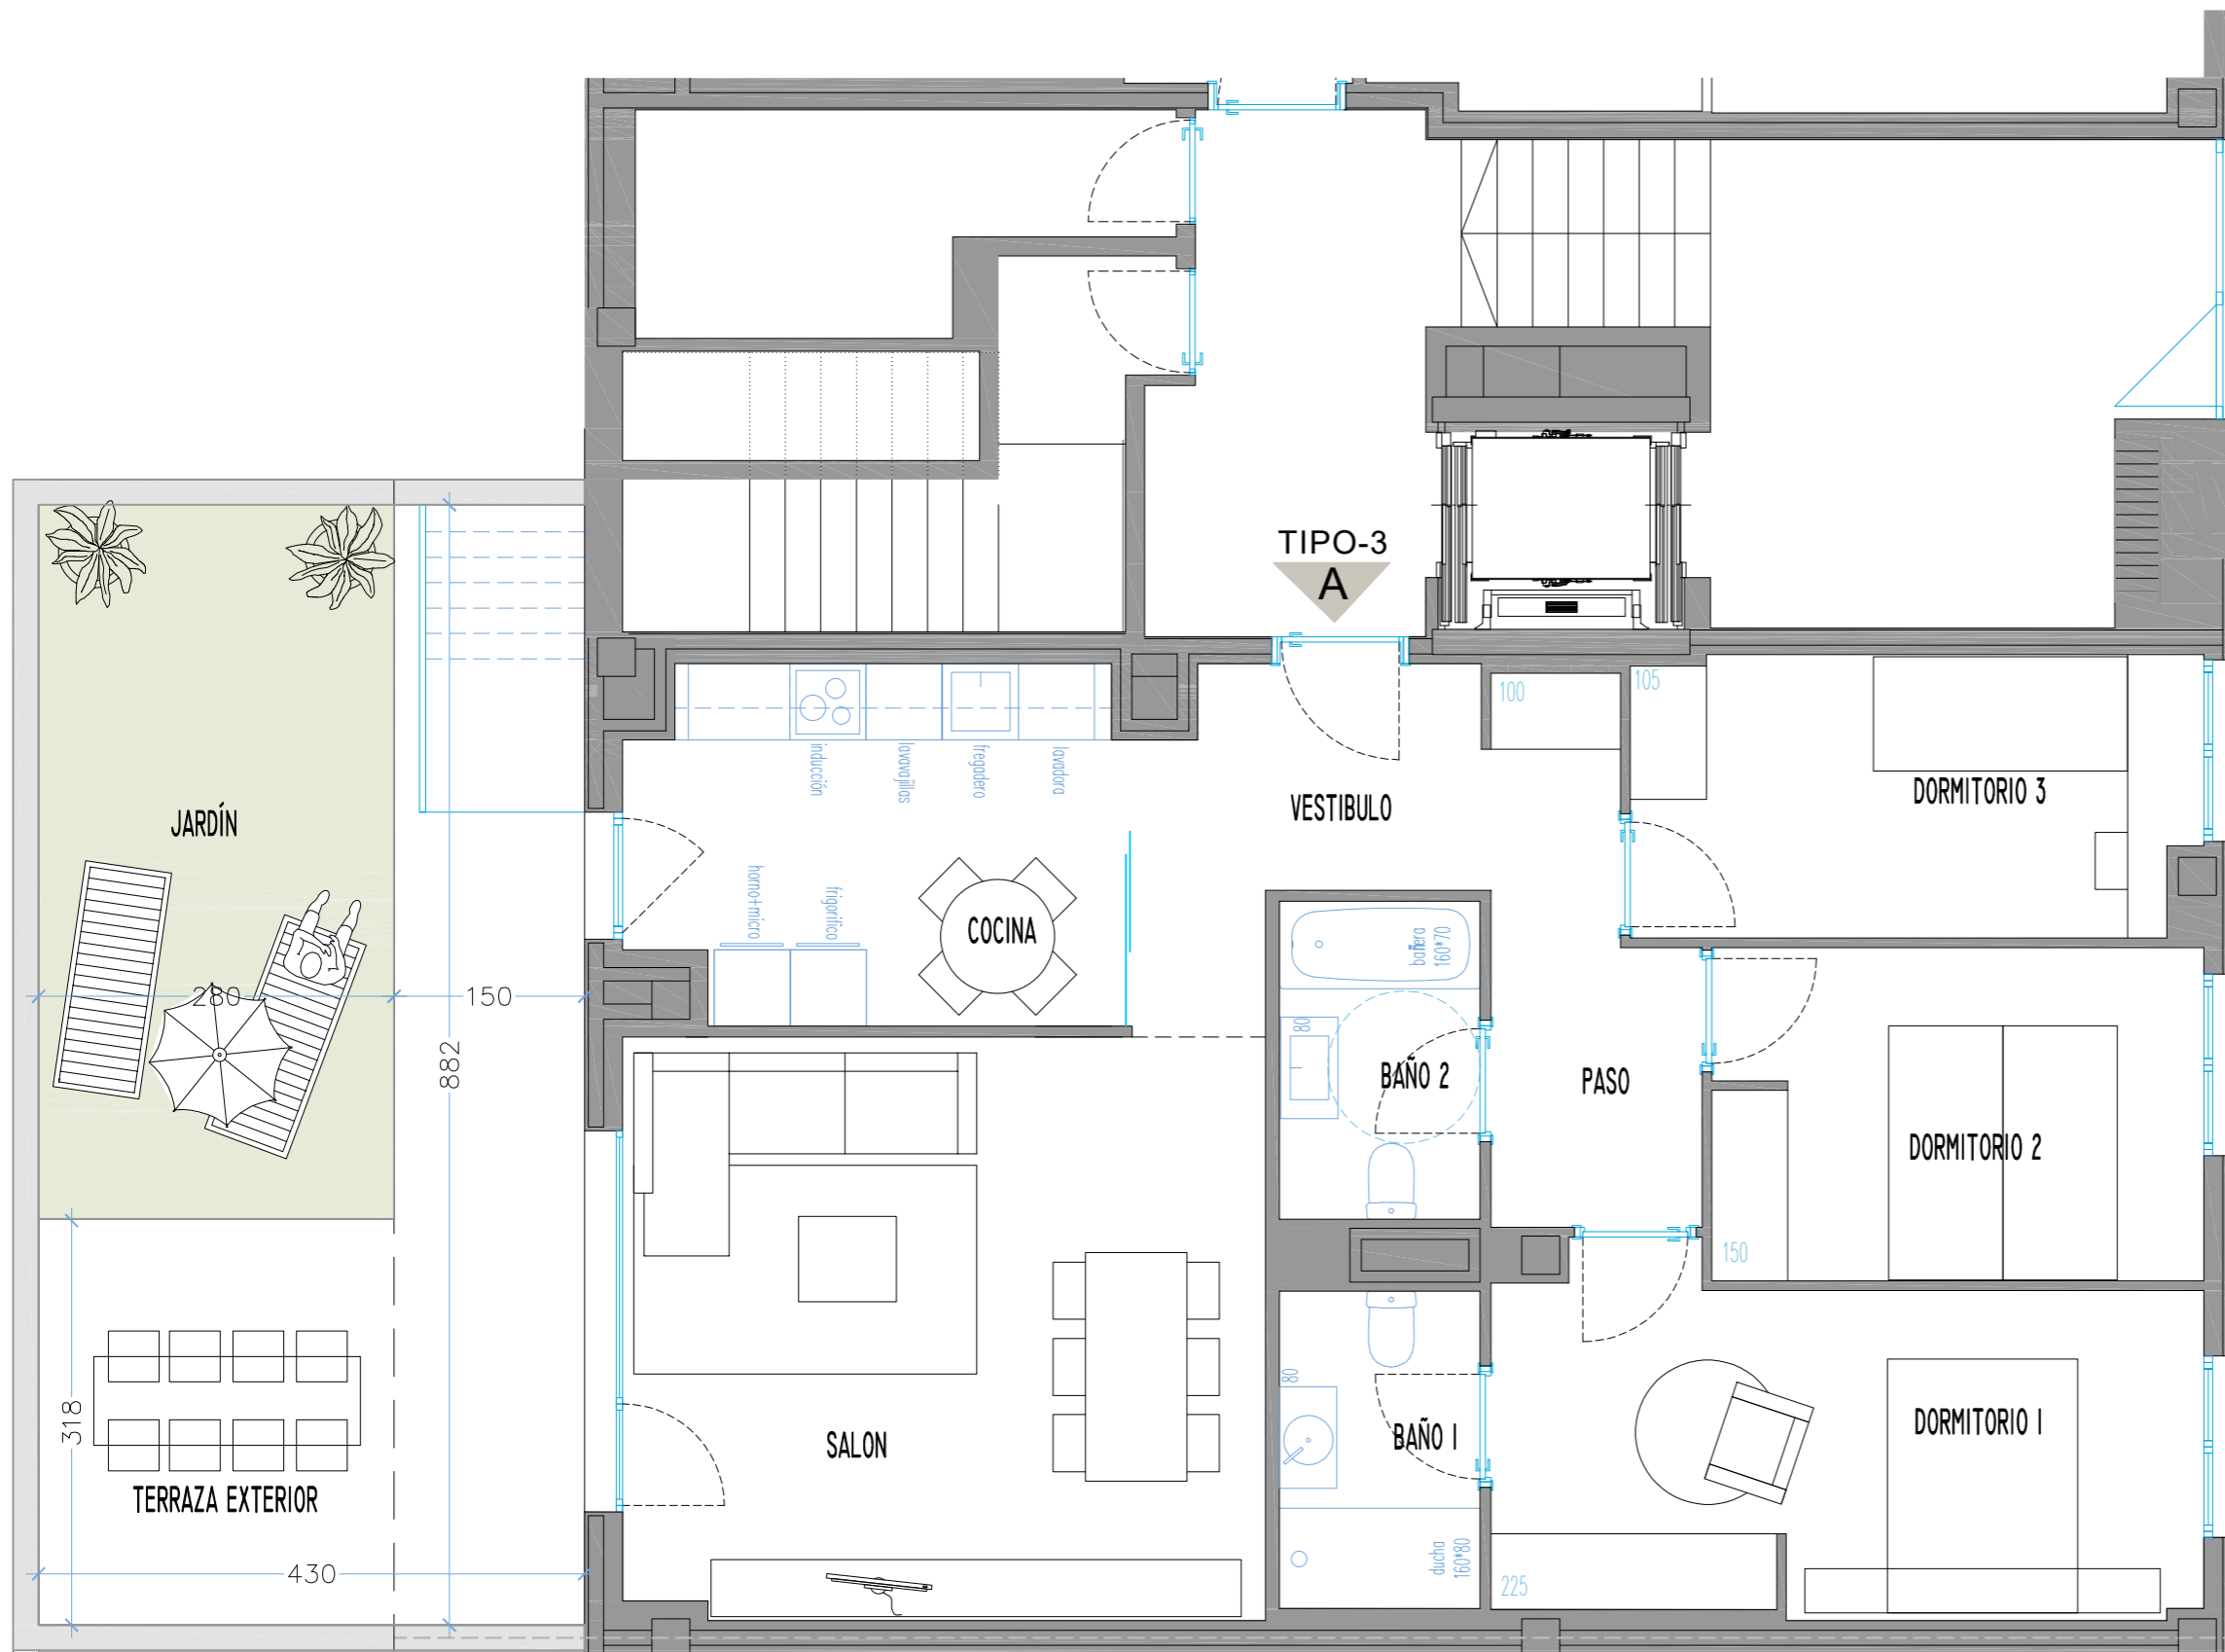 TIPO-3
A
100
105
inducción
lavavajillas
fregadero
lavadora
DORMITORIO 3
VESTIBULO
JARDÍN
horno+micro
frigorífico
COCINA
bañera
160*70
280
150
80
882
BAÑO 2
PASO
DORMITORIO 2
150
80
318
SALON
BAÑO 1
DORMITORIO 1
TERRAZA EXTERIOR
ducha
160*80
430
225